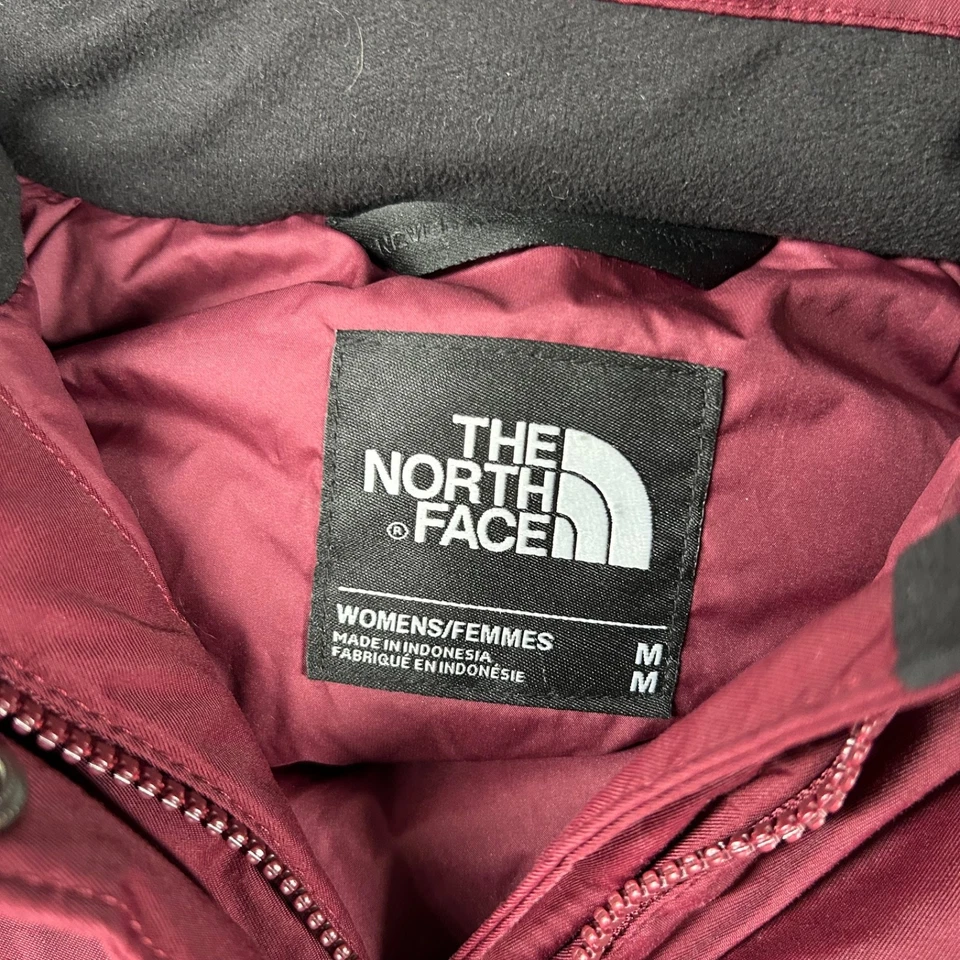 THE
NORTH
® FACE
WOMENS/FEMMES
MADE IN INDONESIA M
FABRIQUÉ EN INDONÉSIE M